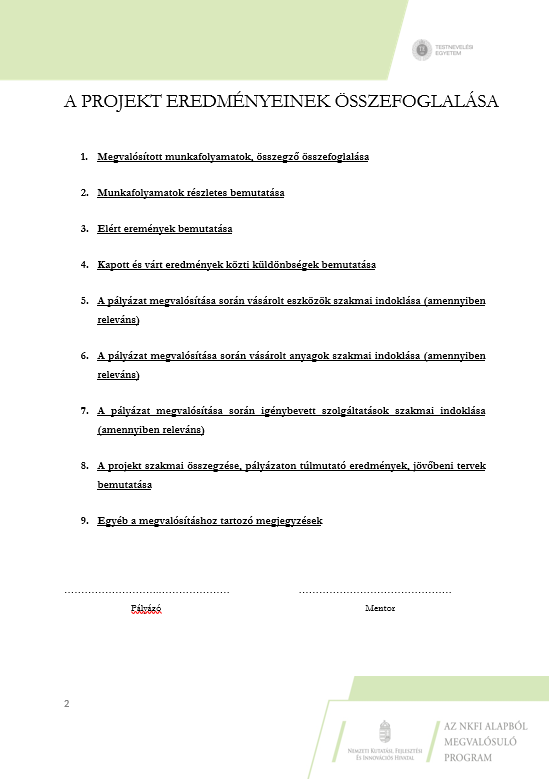 TESTNEVELÉSI
EGYETEM
A PROJEKT EREDMÉNYEINEK ÖSSZEFOGLALÁSA
1. Megvalósított munkafolyamatok, összegző összefoglalása
2. Munkafolyamatok részletes bemutatása
3. Elért eremények bemutatása
4. Kapott és várt eredmények közti küldönbségek bemutatása
5. A pályázat megvalósítása során vásárolt eszközök szakmai indoklása (amennyiben
releváns)
6. A pályázat megvalósítása során vásárolt anyagok szakmai indoklása (amennyiben
releváns)
7. A pályázat megvalósítása során igénybevett szolgáltatások szakmai indoklása
(amennyiben releváns)
8. A projekt szakmai összegzése, pályázaton túlmutató eredmények, jövőbeni tervek
bemutatása
9. Egyéb a megvalósításhoz tartozó megjegyzések
Pályázó Mentor
2
NEMZETI KUTATÁSI, FEJLESZTÉSI
ÉS INNOVÁCIÓS HIVATAL
AZ NKFI ALAPBÓL
MEGVALÓSULÓ
PROGRAM